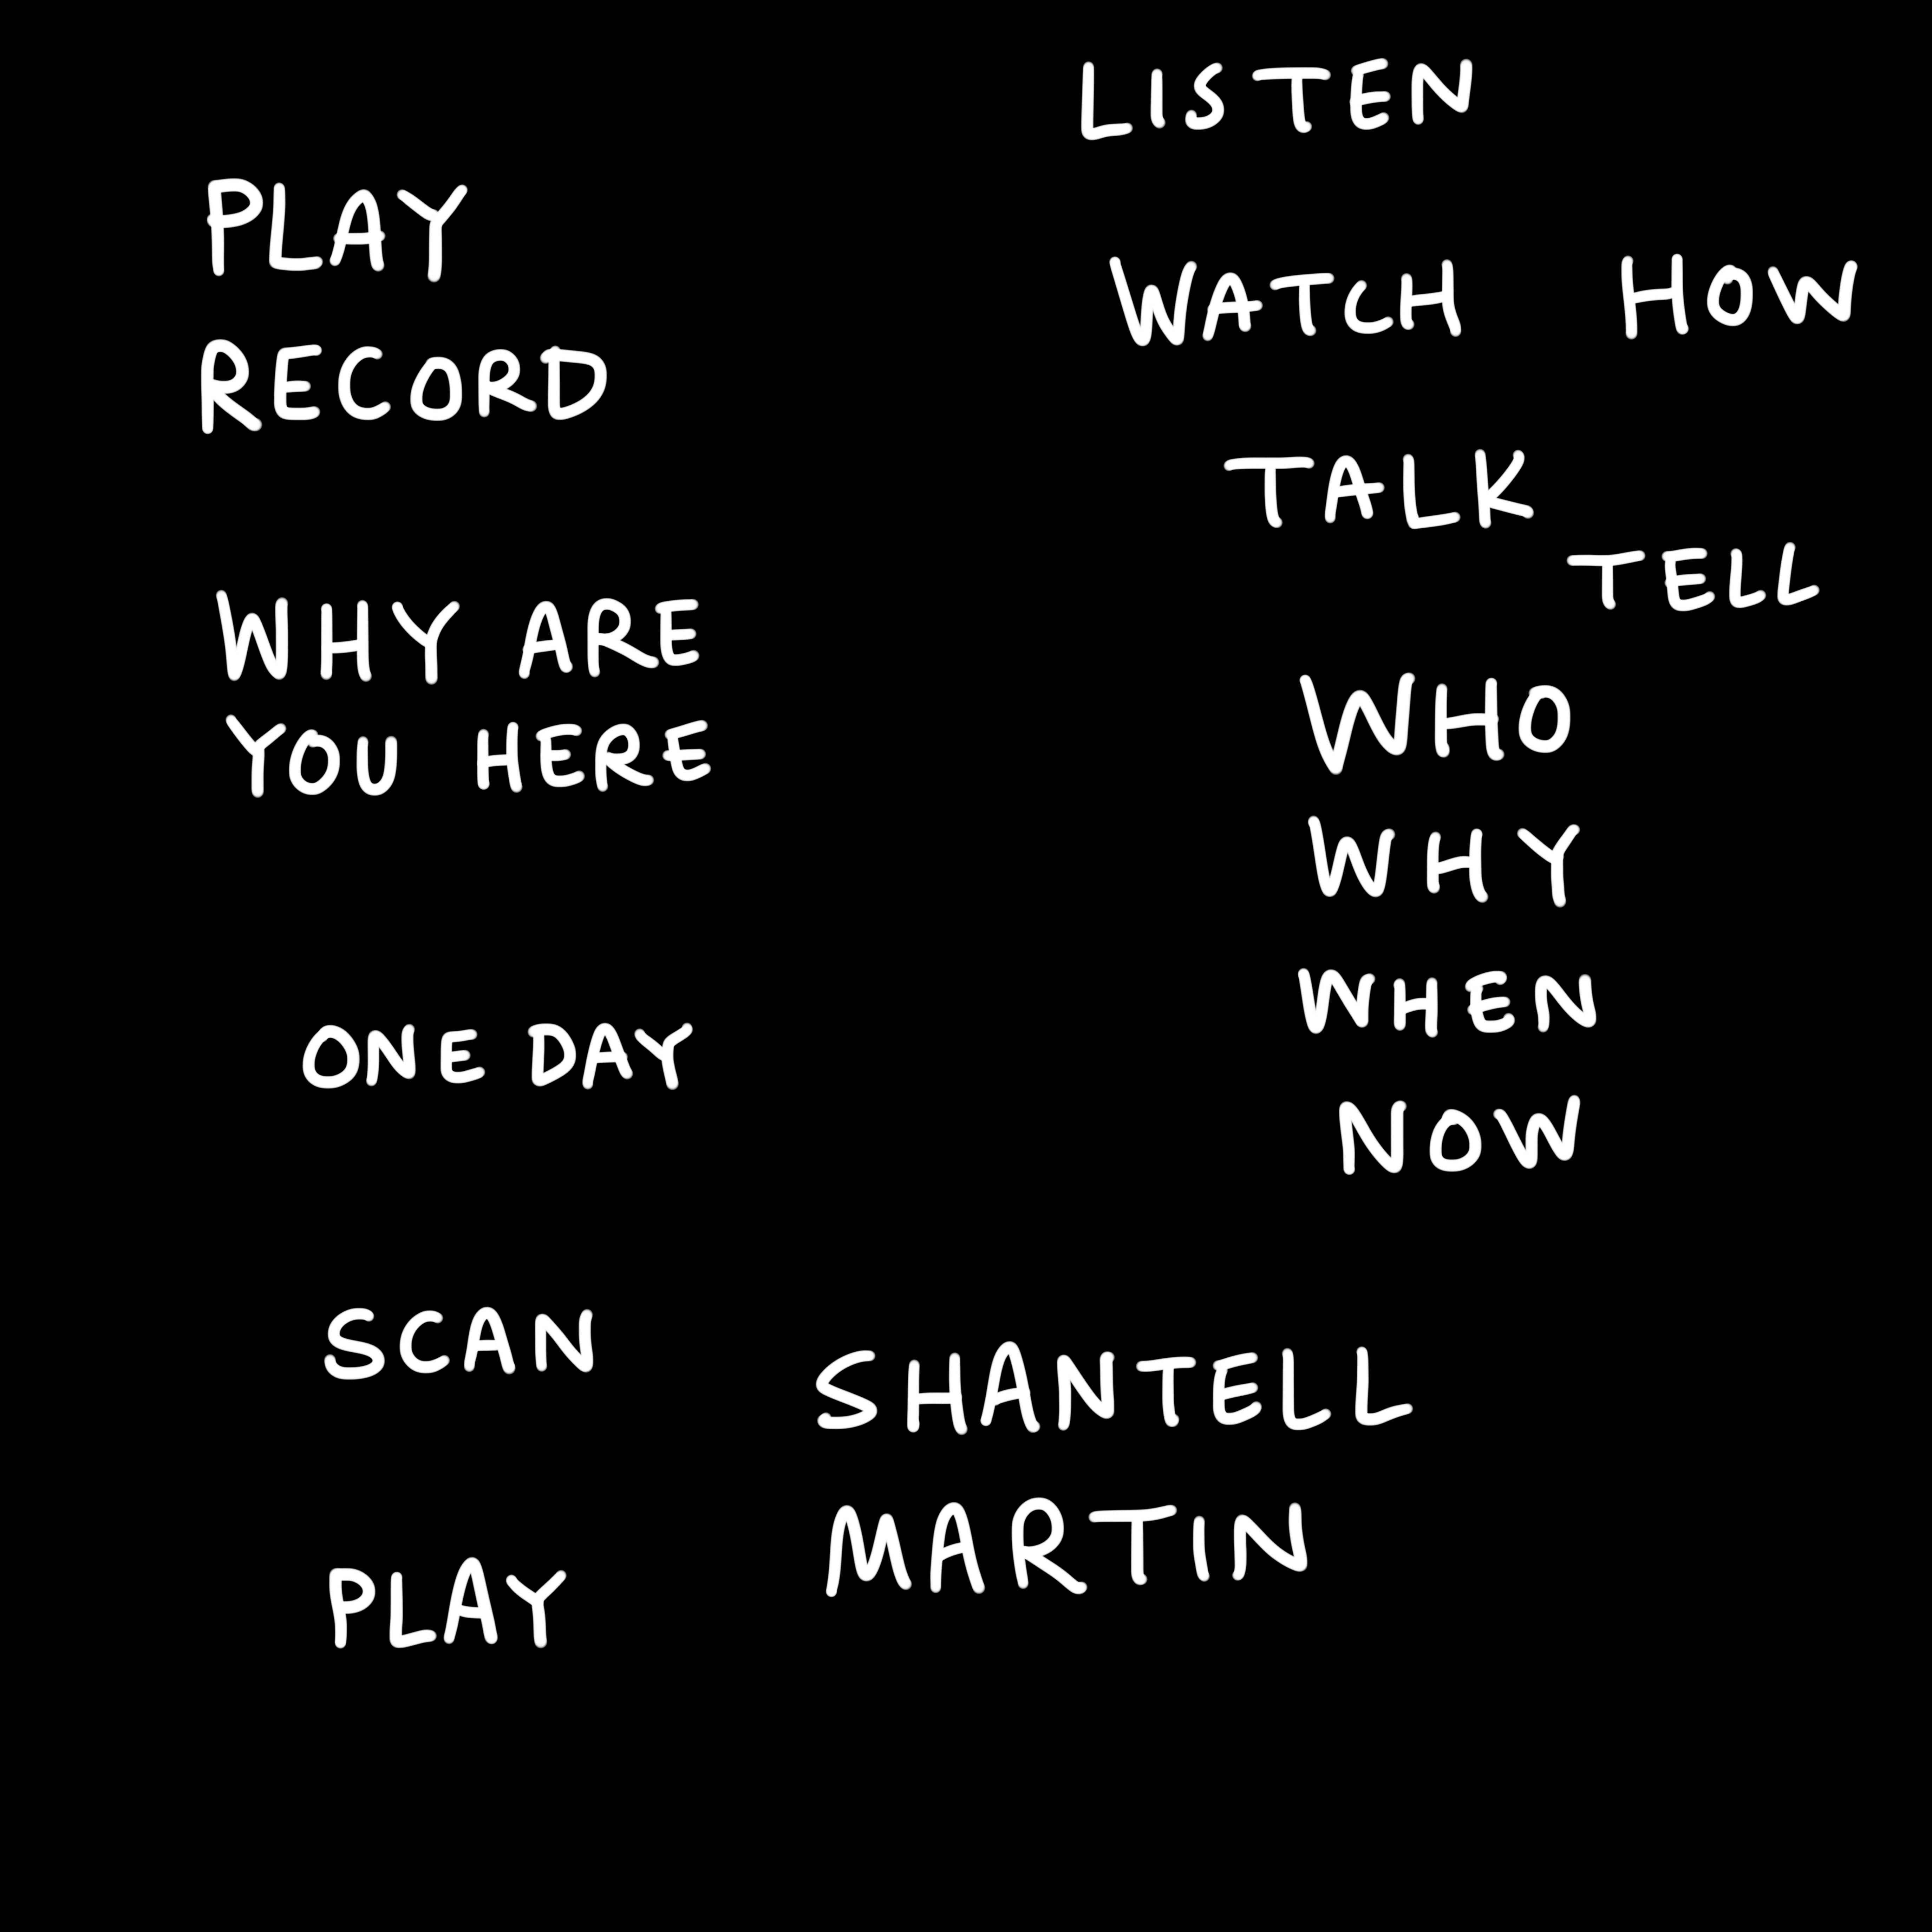 PLAY
RECORD
WHY ARE
YOU HERE
ONE DAY
SCAN
PLAY
LISTEN
WATCH HOW
TALK
TELL
WHO
WHY
WHEN
NOW
SHANTELL
MARTIN